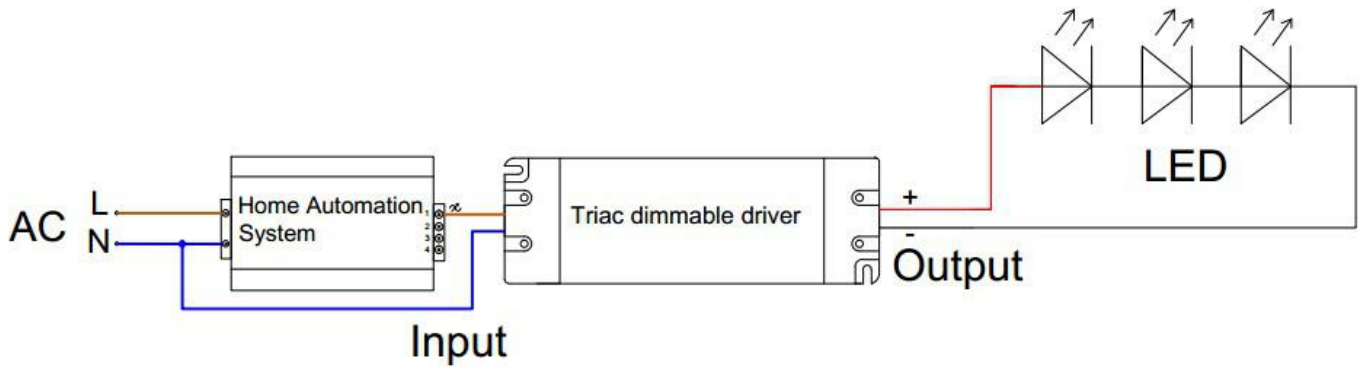 AC
L
N
Home Automation
System
1
2
3
4
Input
Triac dimmable driver
+
-
Output
LED